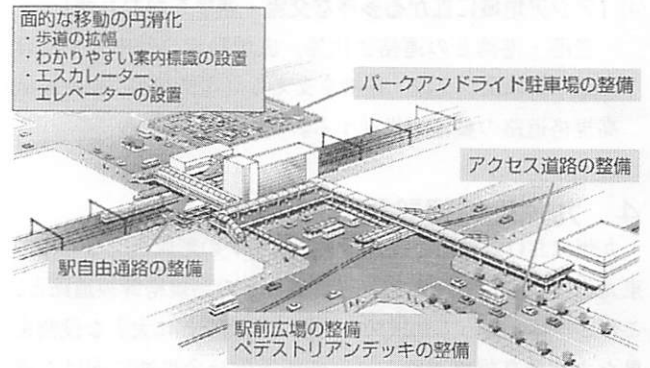 面的な移動の円滑化
・歩道の拡幅
・わかりやすい案内標識の設置
・エスカレーター、
エレベーターの設置
パークアンドライド駐車場の整備
アクセス道路の整備
駅自由通路の整備
駅前広場の整備
ペデストリアンデッキの整備